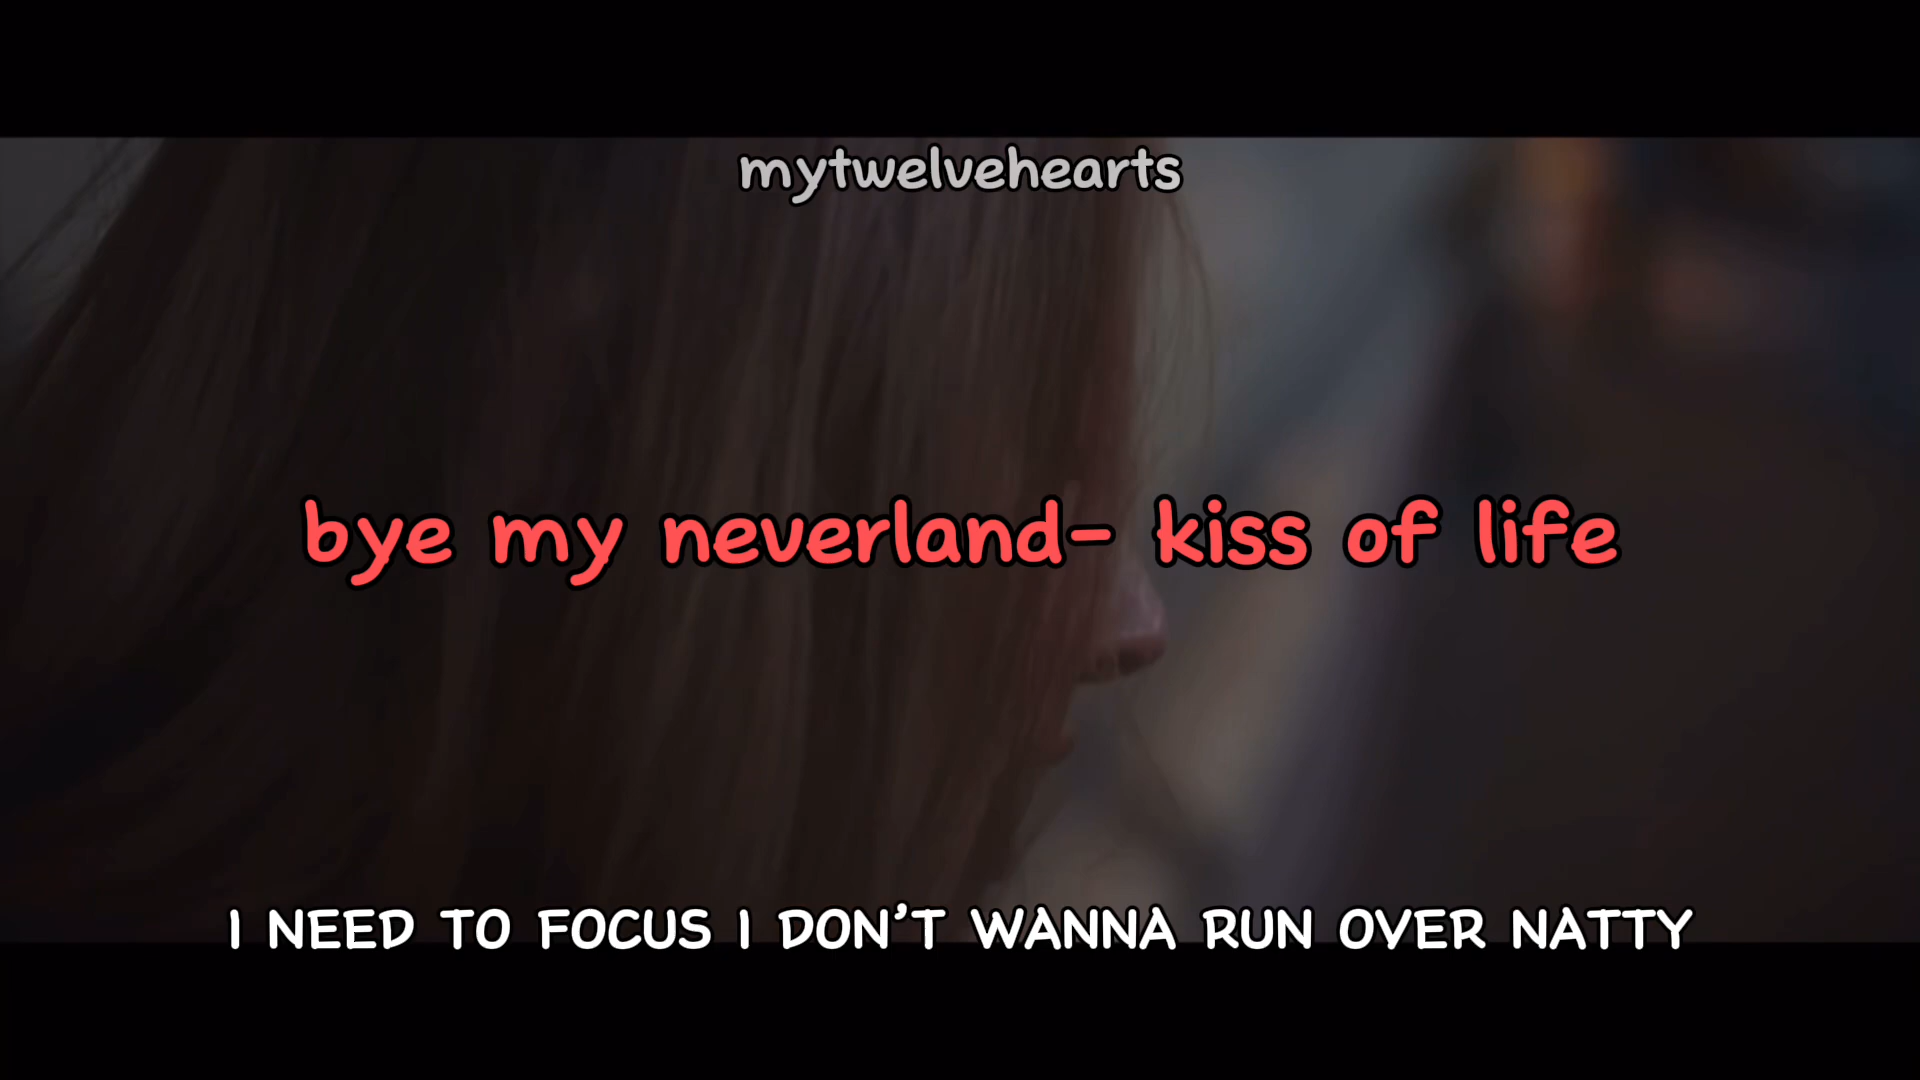 mytwelvehearts
bye my neverland- kiss of life
I NEED TO FOCUS I DON'T WANNA RUN OVER NATTY